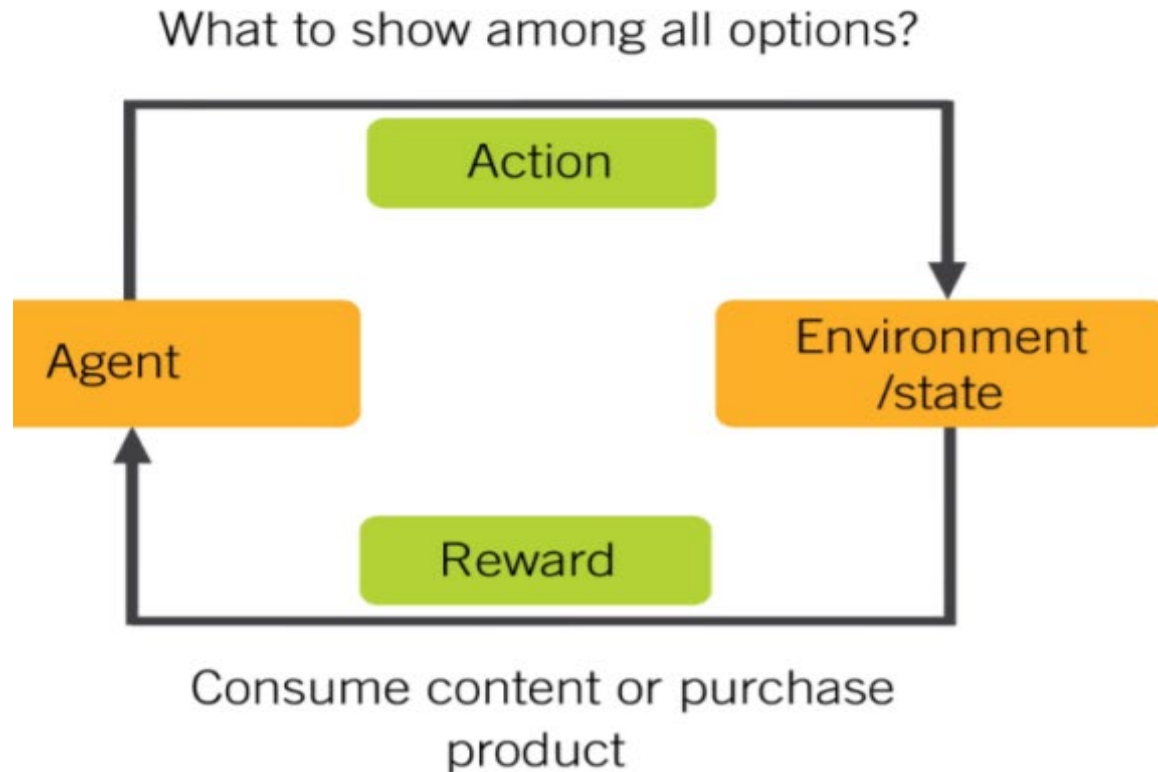 What to show among all options?
Action
Agent
Environment
/state
Reward
Consume content or purchase
product